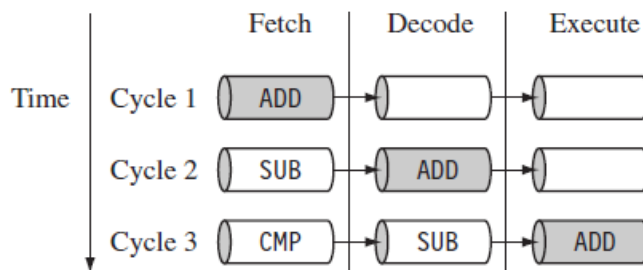 Fetch Decode Execute
Time Cycle 1 ADD
Cycle 2 SUB ADD
Cycle 3 CMP SUB ADD